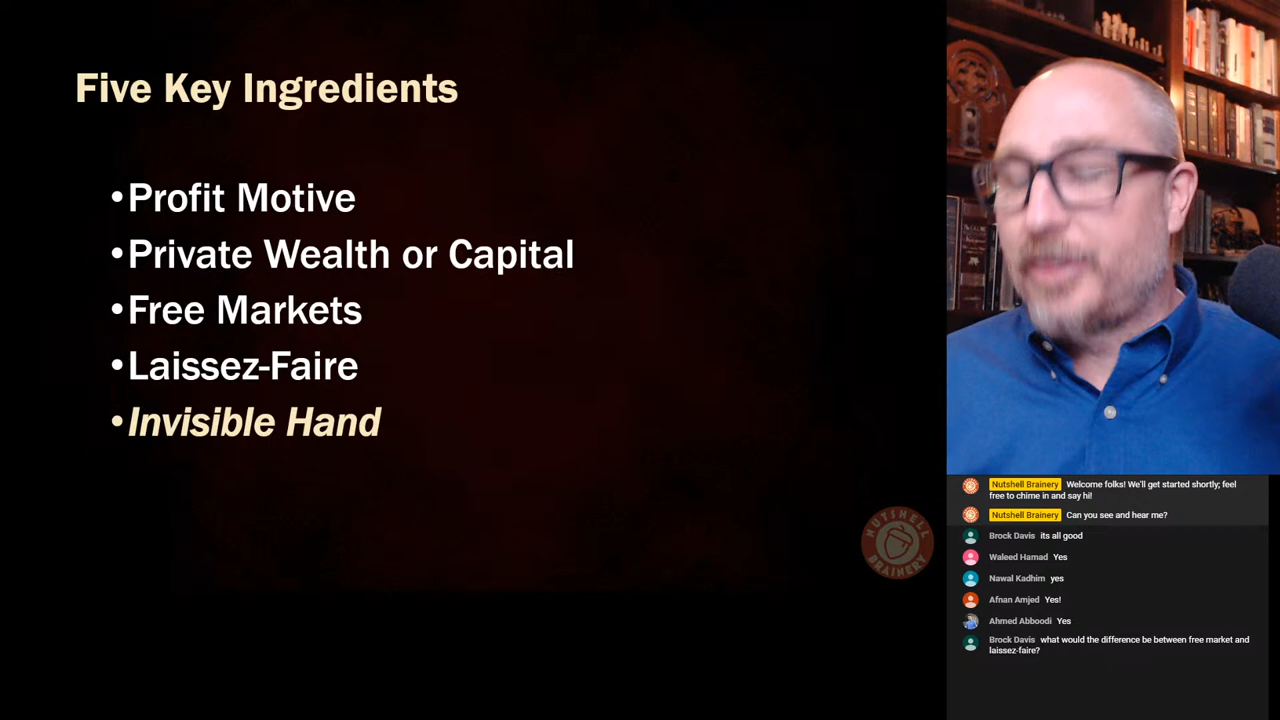 Five Key Ingredients
•Profit Motive
•Private Wealth or Capital
•Free Markets
•Laissez-Faire
•Invisible Hand
NUTSHELL
BRAINERY
Nutshell Brainery Welcome folks! We'll get started shortly; feel
free to chime in and say hi!
Nutshell Brainery Can you see and hear me?
Brock Davis its all good
Waleed Hamad Yes
Nawal Kadhim yes
Afnan Amjed Yes!
Ahmed Abboodi Yes
Brock Davis what would the difference be between free market and
laissez-faire?